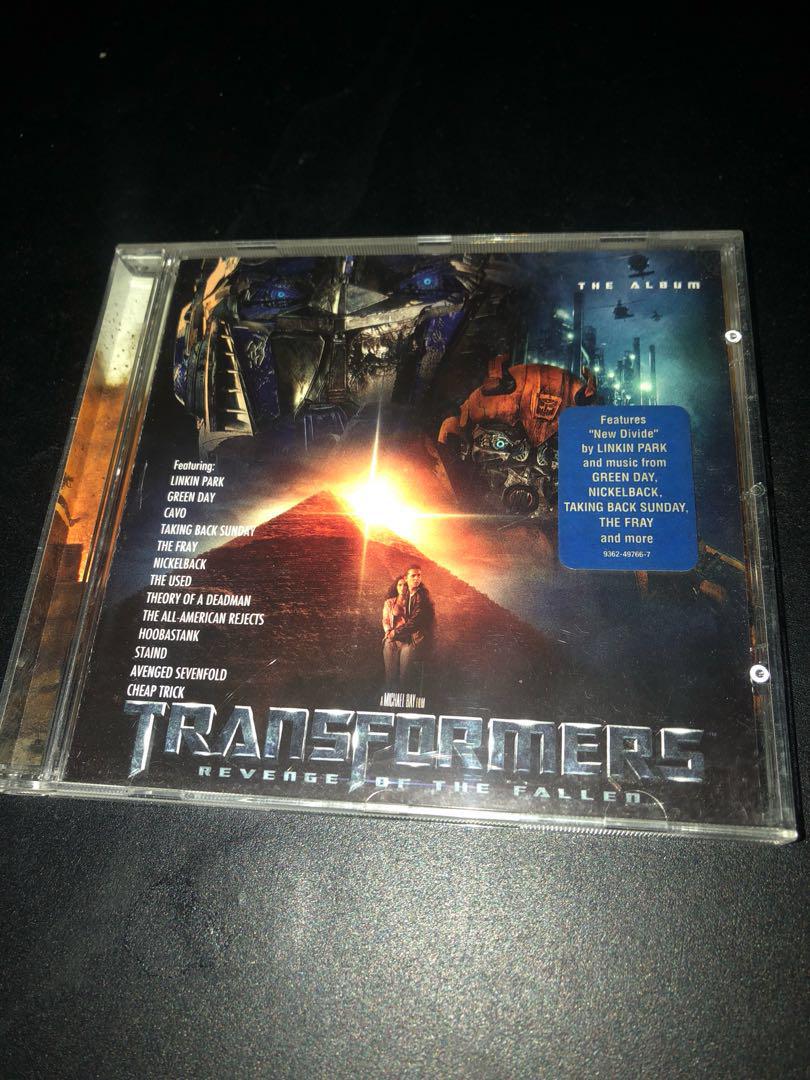 THE ALBUM
Features
"New Divide"
by LINKIN PARK
and music from
GREEN DAY,
NICKELBACK,
TAKING BACK SUNDAY,
THE FRAY
and more
9362-49766-7
Featuring:
LINKIN PARK
GREEN DAY
CAVO
TAKING BACK SUNDAY
THE FRAY
NICKELBACK
THE USED
THEORY OF A DEADMAN
THE ALL-AMERICAN REJECTS
HOOBASTANK
STAIND
AVENGED SEVENFOLD
CHEAP TRICK
A MICHAEL BAY FILM
TRANSFORMERS™
REVENGE OF THE FALLEN